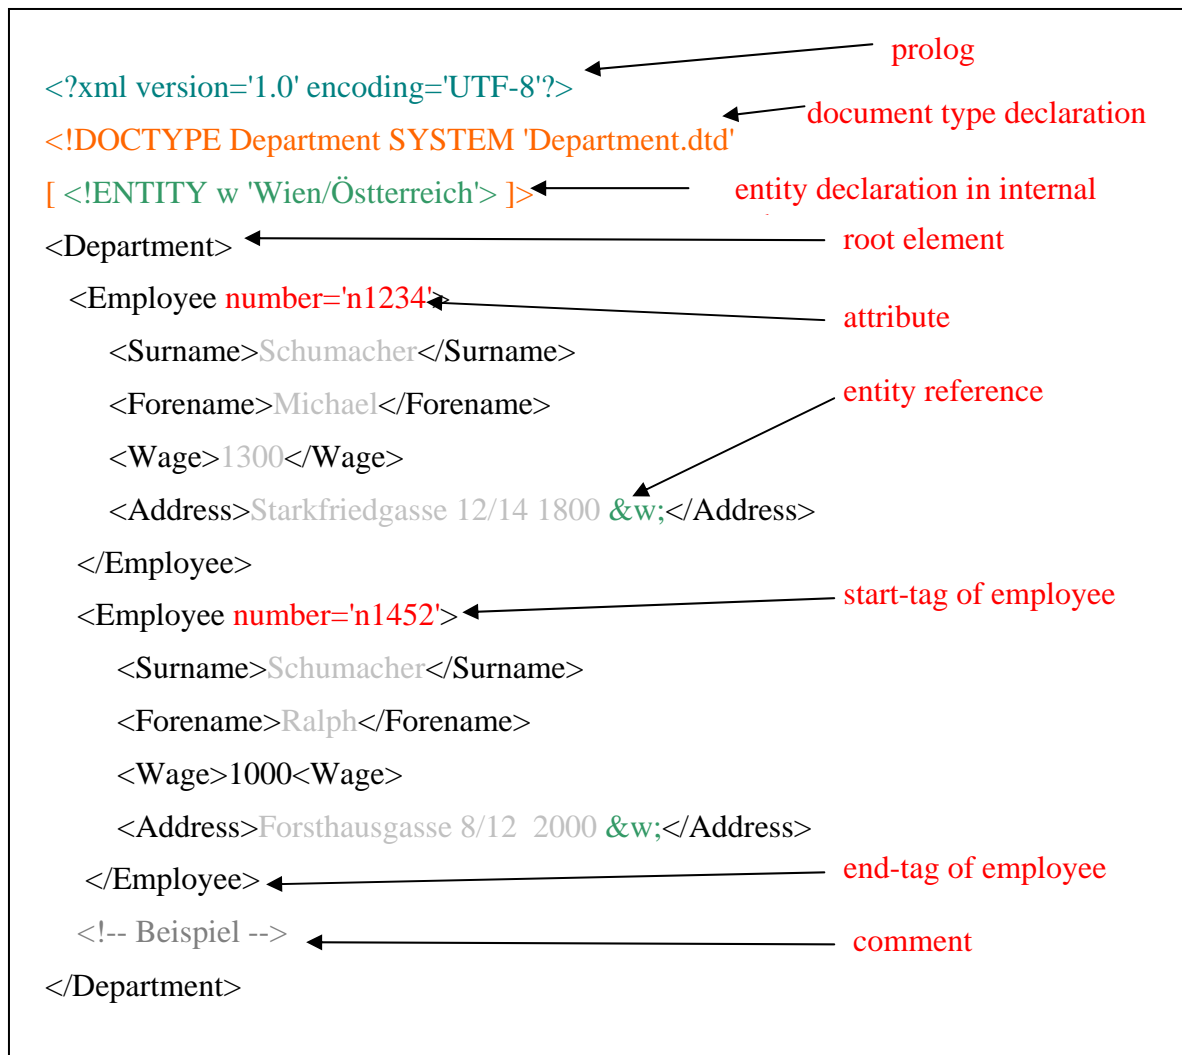 prolog
<?xml version='1.0' encoding='UTF-8'?>
document type declaration
<!DOCTYPE Department SYSTEM 'Department.dtd'
[ <!ENTITY w 'Wien/Östterreich'> ]>
entity declaration in internal
<Department>
root element
<Employee number='n1234'>
attribute
<Surname>Schumacher</Surname>
<Forename>Michael</Forename>
entity reference
<Wage>1300</Wage>
<Address>Starkfriedgasse 12/14 1800 &w;</Address>
</Employee>
<Employee number='n1452'>
start-tag of employee
<Surname>Schumacher</Surname>
<Forename>Ralph</Forename>
<Wage>1000<Wage>
<Address>Forsthausgasse 8/12  2000 &w;</Address>
</Employee>
end-tag of employee
<!-- Beispiel -->
comment
</Department>